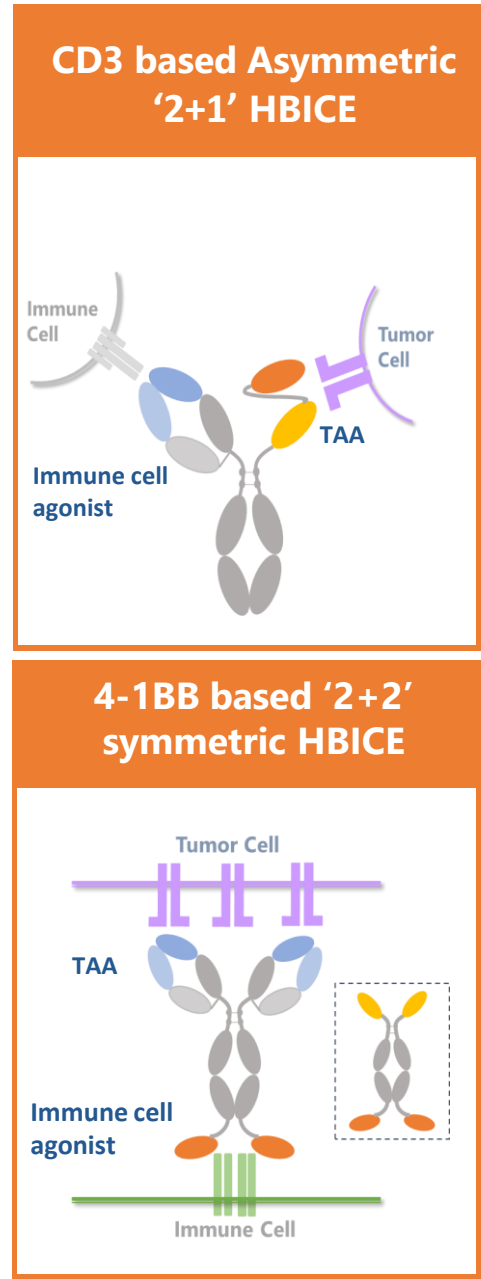 CD3 based Asymmetric
‘2+1’ HBICE
Immune
Cell
Tumor
Cell
TAA
Immune cell
agonist
4-1BB based ‘2+2’
symmetric HBICE
Tumor Cell
TAA
Immune cell
agonist
Immune Cell